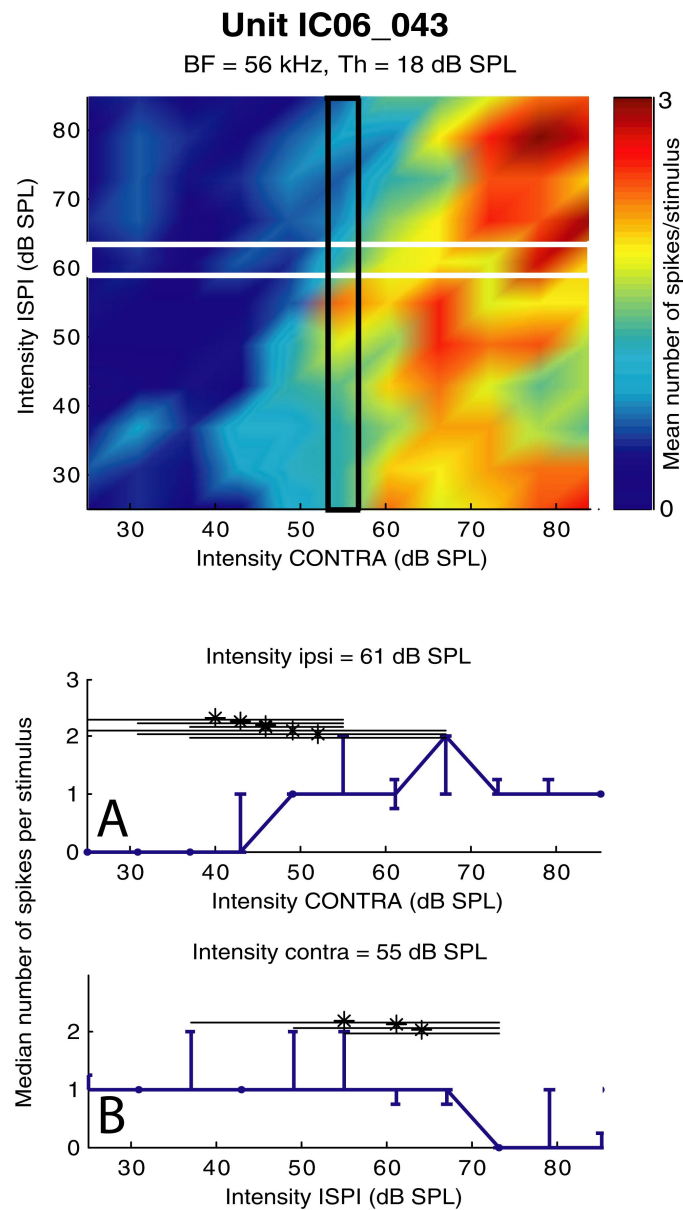 Unit IC06_043
BF = 56 kHz, Th = 18 dB SPL
80
70
60
50
40
30
Intensity ISPI (dB SPL)
30 40 50 60 70 80
Intensity CONTRA (dB SPL)
3
0
Mean number of spikes/stimulus
Intensity ipsi = 61 dB SPL
3
2
1
0
A
30 40 50 60 70 80
Intensity CONTRA (dB SPL)
Median number of spikes per stimulus
Intensity contra = 55 dB SPL
2
1
0
B
30 40 50 60 70 80
Intensity ISPI (dB SPL)